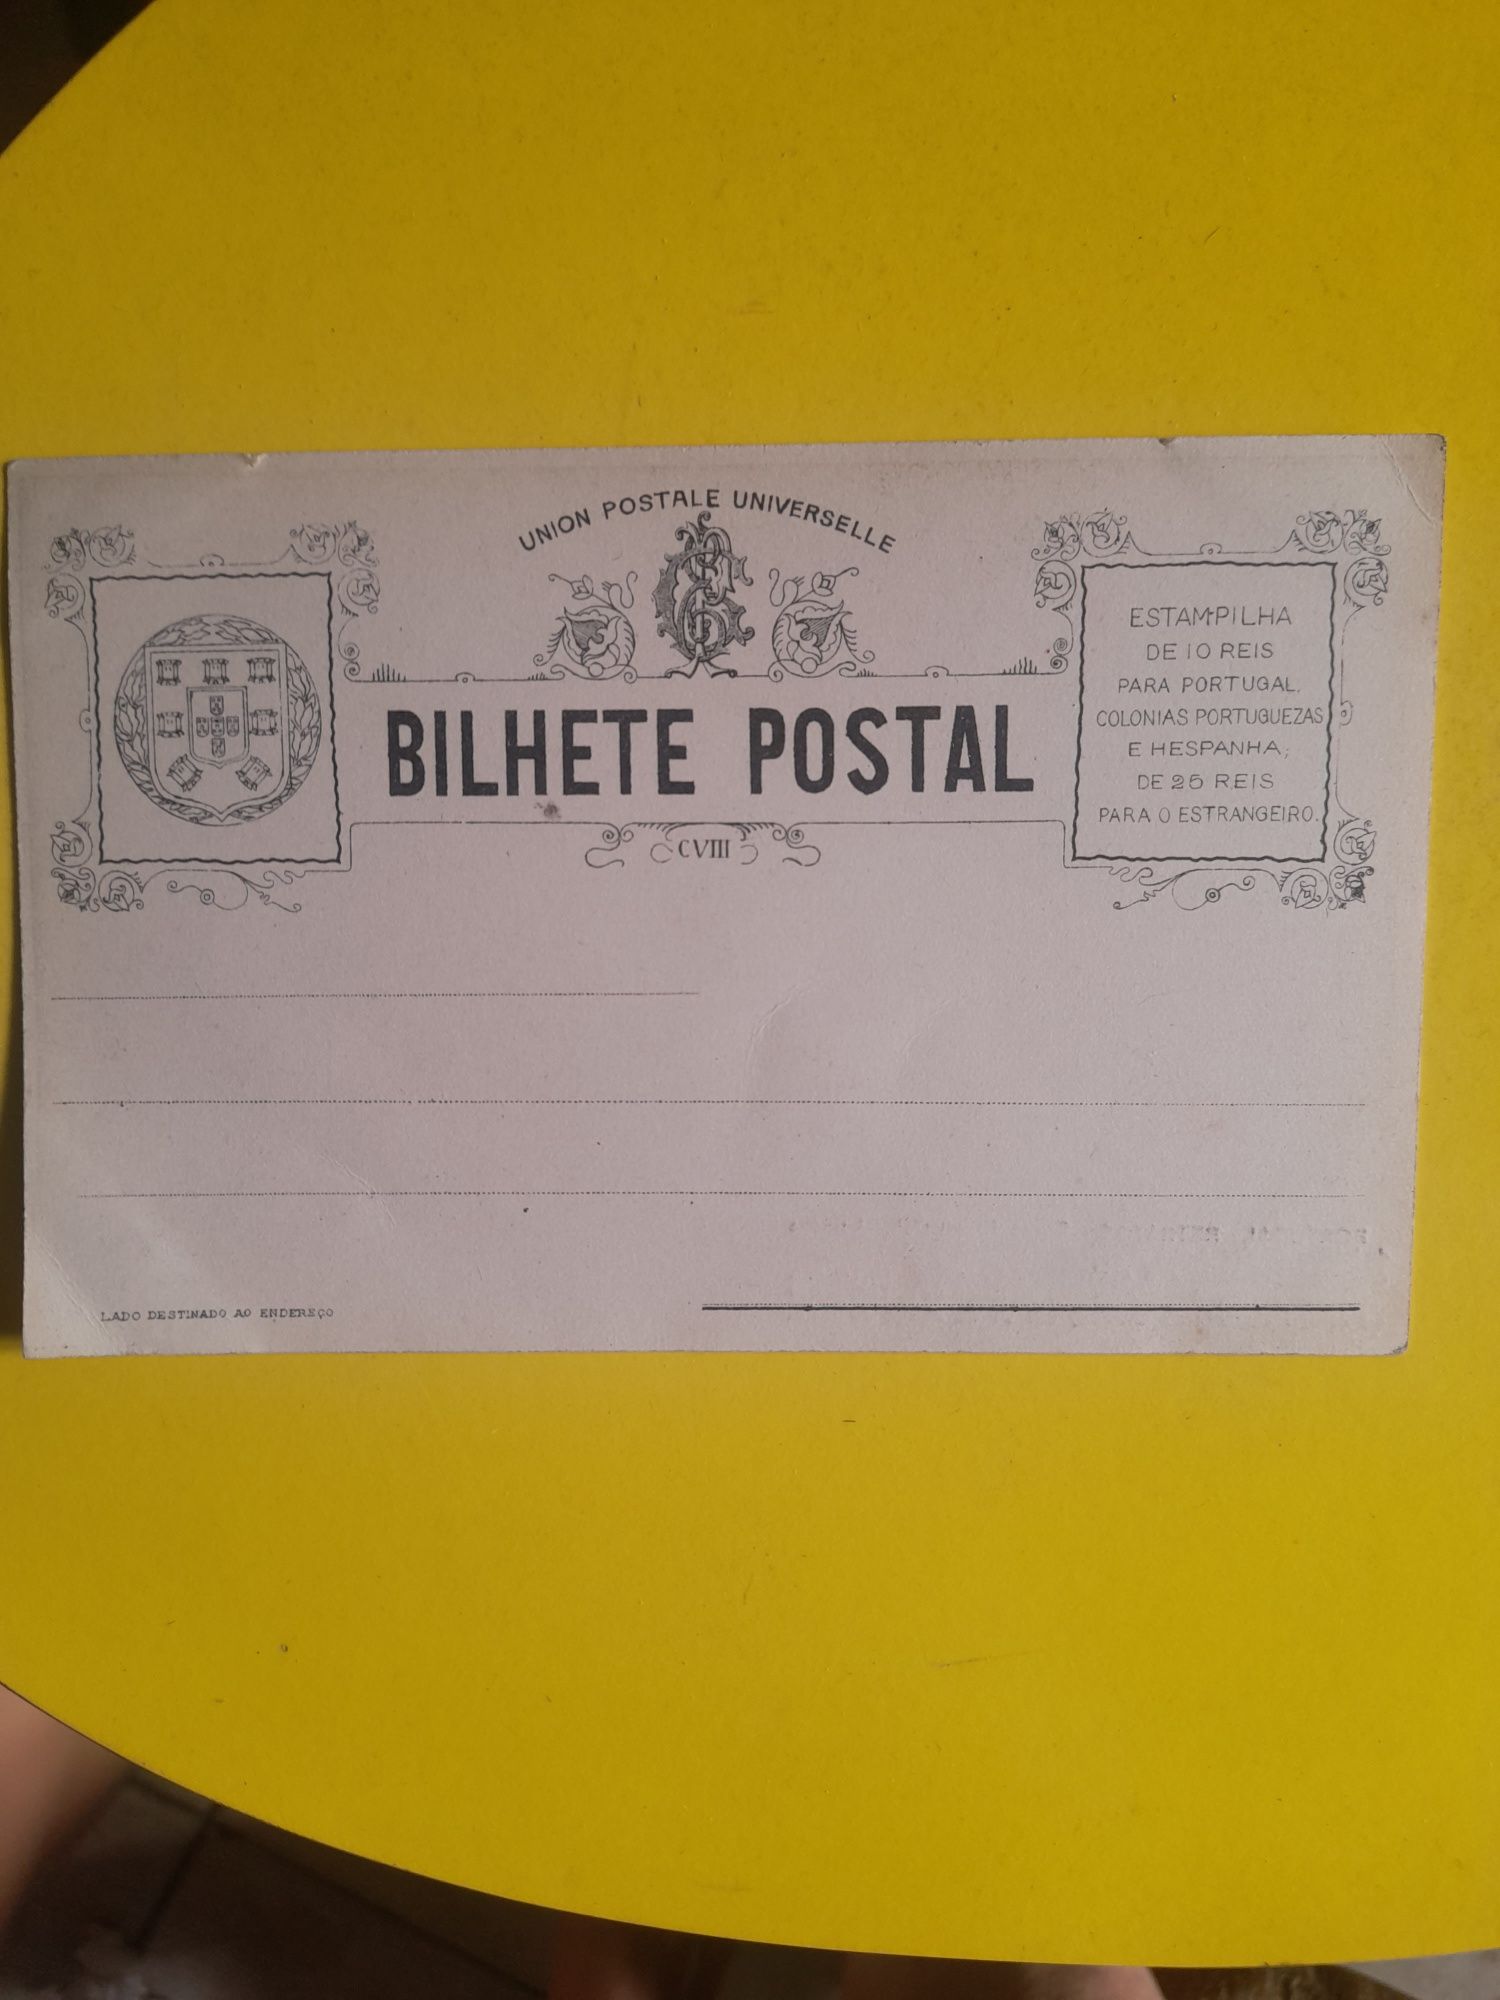 UNION POSTALE UNIVERSELLE
BILHETE POSTAL
CVIII
ESTAMPILHA
DE 10 REIS
PARA PORTUGAL,
COLONIAS PORTUGUEZAS
E HESPANHA;
DE 25 REIS
PARA O ESTRANGEIRO.
LADO DESTINADO AO ENDEREÇO